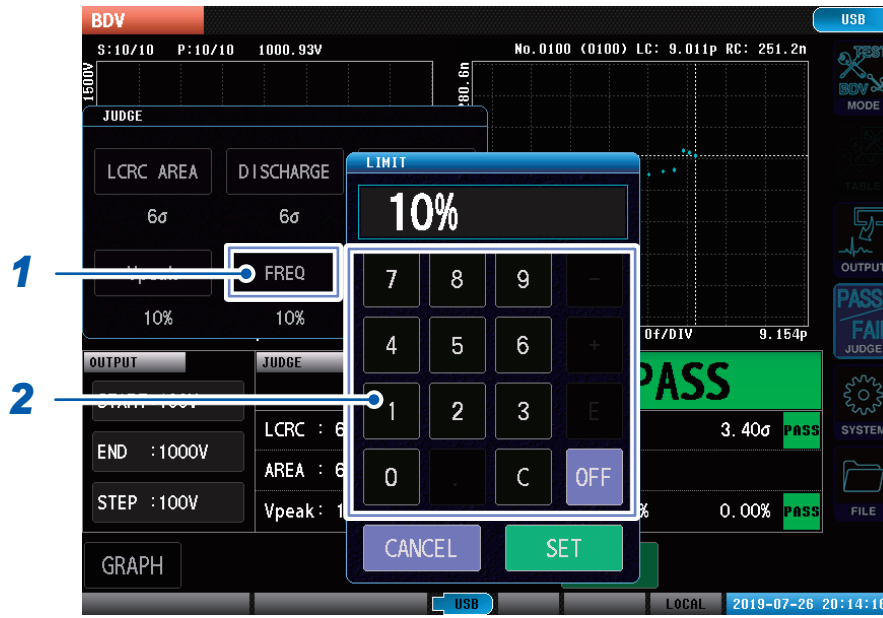 BDV
USB
S:10/10 P:10/10 1000.93V
No.0100 (0100) LC: 9.011p RC: 251.2n
1500V
280.6n
TEST
BDV
MODE
TABLE
OUTPUT
PASS
FAIL
JUDGE
SYSTEM
FILE
JUDGE
LCRC AREA
DISCHARGE
6σ
6σ
Vpeak
FREQ
10%
10%
LIMIT
10%
7 8 9 -
4 5 6 +
1 2 3 E
0 . C OFF
CANCEL SET
1
2
0f/DIV 9.154p
OUTPUT
START :100V
END :1000V
STEP :100V
JUDGE
PASS
LCRC : 6
3.40σ PASS
AREA : 6
Vpeak: 1
% 0.00% PASS
GRAPH
USB
LOCAL
2019-07-26 20:14:16